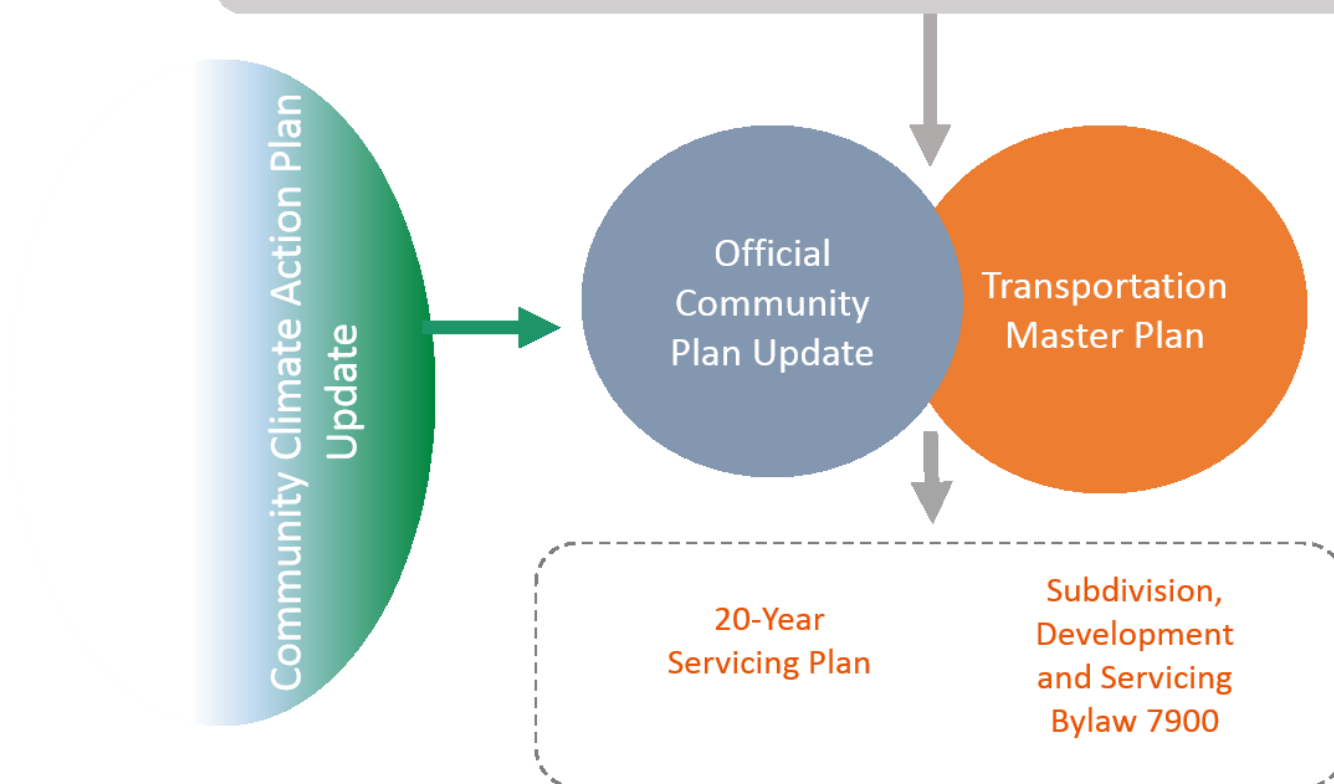 Community Climate Action Plan
Update
Official
Community
Plan Update
Transportation
Master Plan
20-Year
Servicing Plan
Subdivision,
Development
and Servicing
Bylaw 7900